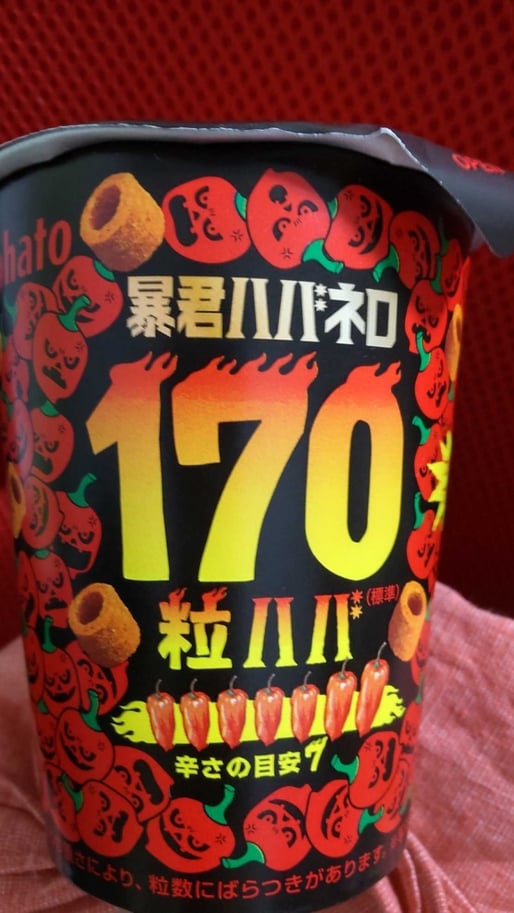 hato
暴君ハバネロ
170
粒ハバ
(標準)
辛さの目安7
さにより、粒数にばらつきがあります。